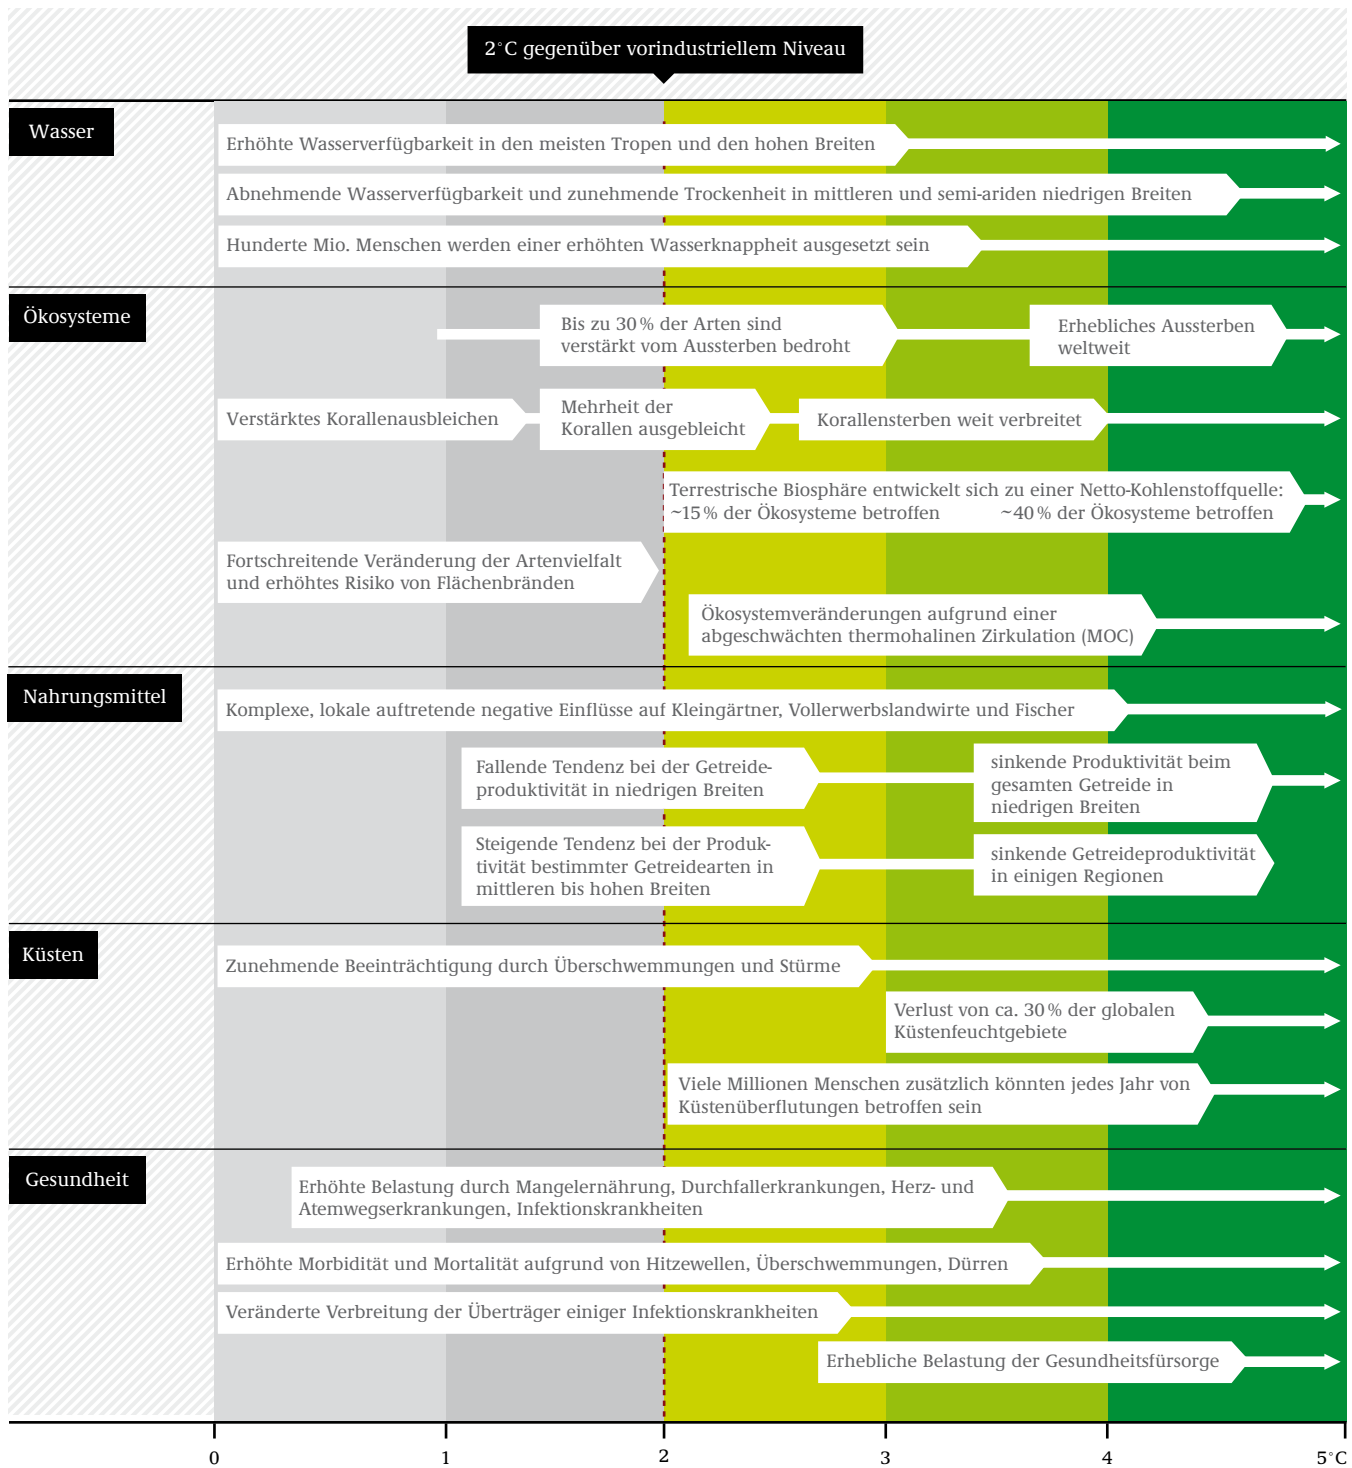 2°C gegenüber vorindustriellem Niveau
Wasser
Erhöhte Wasserverfügbarkeit in den meisten Tropen und den hohen Breiten
Abnehmende Wasserverfügbarkeit und zunehmende Trockenheit in mittleren und semi-ariden niedrigen Breiten
Hunderte Mio. Menschen werden einer erhöhten Wasserknappheit ausgesetzt sein
Ökosysteme
Bis zu 30 % der Arten sind
verstärkt vom Aussterben bedroht
Erhebliches Aussterben
weltweit
Verstärktes Korallenausbleichen
Mehrheit der
Korallen ausgebleicht
Korallensterben weit verbreitet
Terrestrische Biosphäre entwickelt sich zu einer Netto-Kohlenstoffquelle:
~15 % der Ökosysteme betroffen ~40 % der Ökosysteme betroffen
Fortschreitende Veränderung der Artenvielfalt
und erhöhtes Risiko von Flächenbränden
Ökosystemveränderungen aufgrund einer
abgeschwächten thermohalinen Zirkulation (MOC)
Nahrungsmittel
Komplexe, lokale auftretende negative Einflüsse auf Kleingärtner, Vollerwerbslandwirte und Fischer
Fallende Tendenz bei der Getreide-
produktivität in niedrigen Breiten
sinkende Produktivität beim
gesamten Getreide in
niedrigen Breiten
Steigende Tendenz bei der Produk-
tivität bestimmter Getreidearten in
mittleren bis hohen Breiten
sinkende Getreideproduktivität
in einigen Regionen
Küsten
Zunehmende Beeinträchtigung durch Überschwemmungen und Stürme
Verlust von ca. 30 % der globalen
Küstenfeuchtgebiete
Viele Millionen Menschen zusätzlich könnten jedes Jahr von
Küstenüberflutungen betroffen sein
Gesundheit
Erhöhte Belastung durch Mangelernährung, Durchfallerkrankungen, Herz- und
Atemwegserkrankungen, Infektionskrankheiten
Erhöhte Morbidität und Mortalität aufgrund von Hitzewellen, Überschwemmungen, Dürren
Veränderte Verbreitung der Überträger einiger Infektionskrankheiten
Erhebliche Belastung der Gesundheitsfürsorge
0 1 2 3 4 5°C